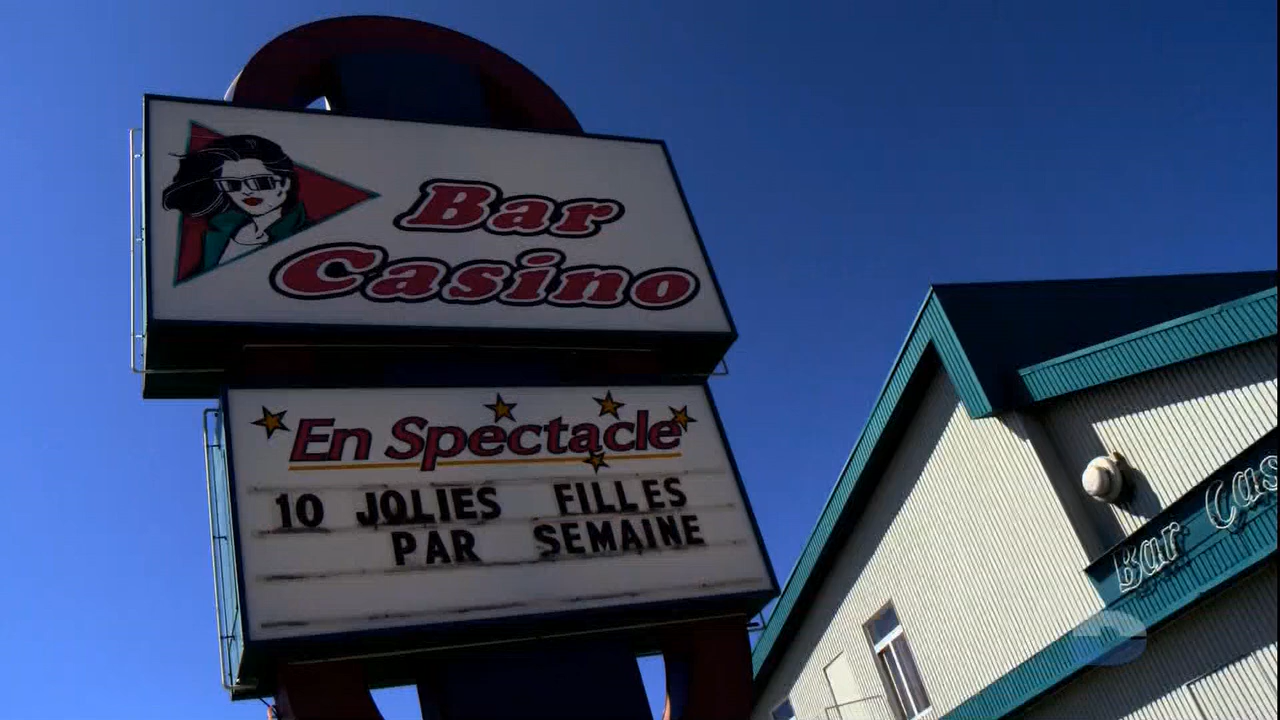 Bar
Casino
En Spectacle
10 JOLIES FILLES
PAR SEMAINE
Bar Cas